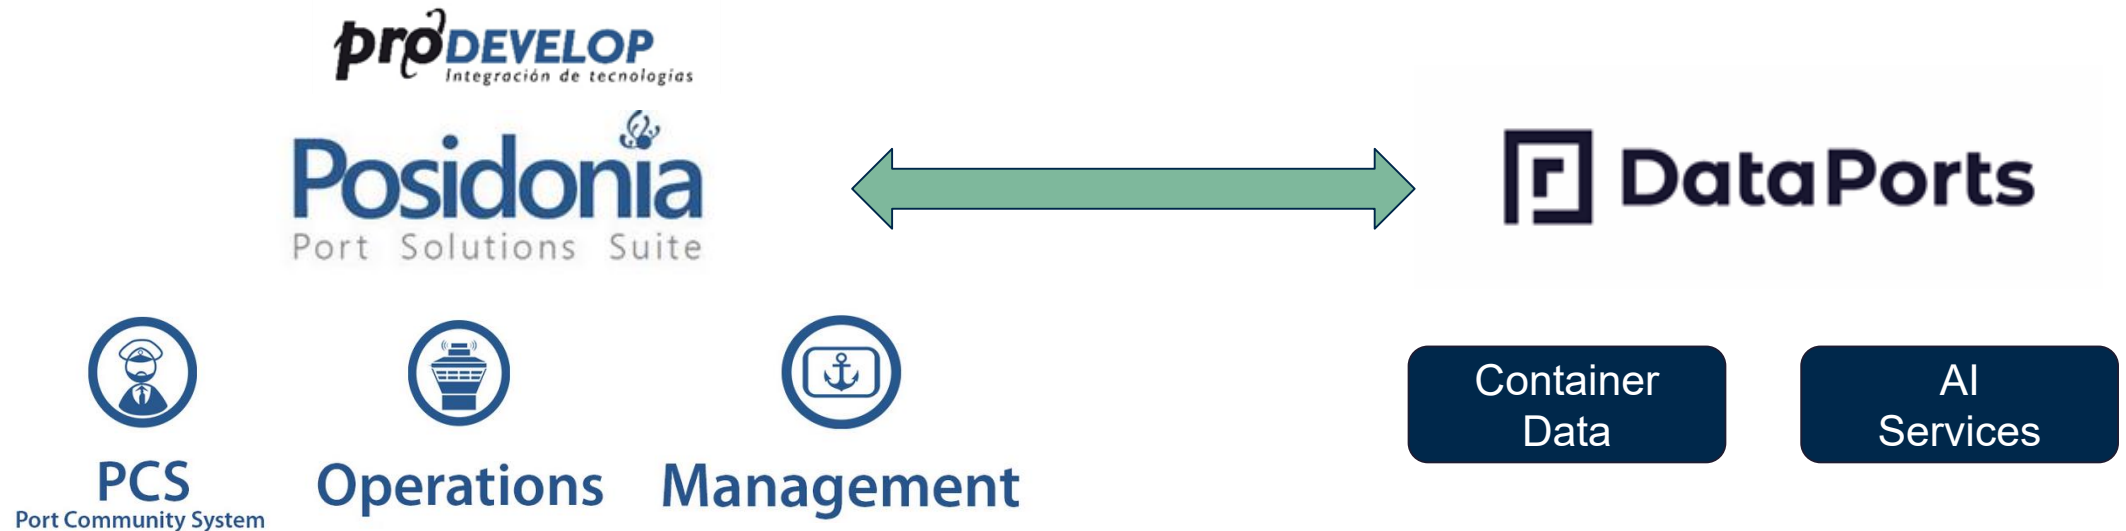 proDEVELOP
Integración de tecnologías
Posidonia
Port Solutions Suite
DataPorts
PCS
Port Community System
Operations
Management
Container
Data
AI
Services